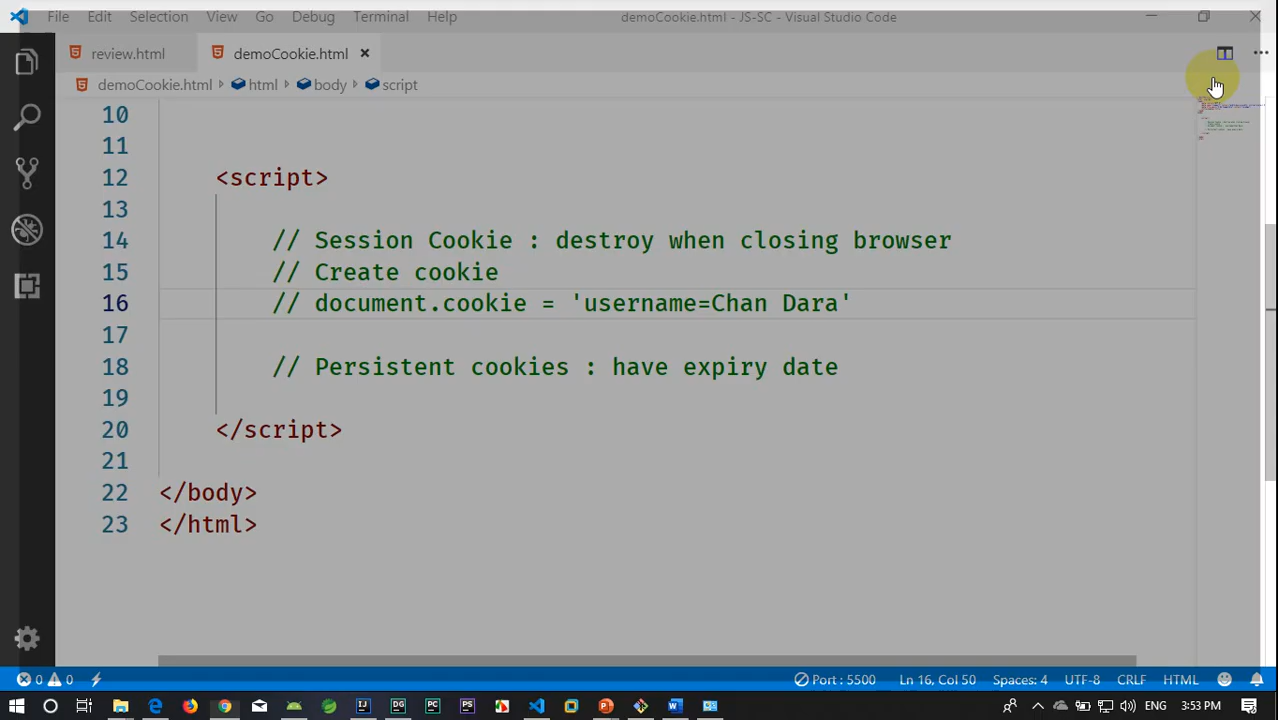 File Edit Selection View Go Debug Terminal Help demoCookie.html - JS-SC - Visual Studio Code
review.html demoCookie.html
demoCookie.html html body script
10
11
12 <script>
13
14 // Session Cookie : destroy when closing browser
15 // Create cookie
16 // document.cookie = 'username=Chan Dara'
17
18 // Persistent cookies : have expiry date
19
20 </script>
21
22 </body>
23 </html>
0 0 Port : 5500 Ln 16, Col 50 Spaces: 4 UTF-8 CRLF HTML
IJ DG PC PS ENG 3:53 PM